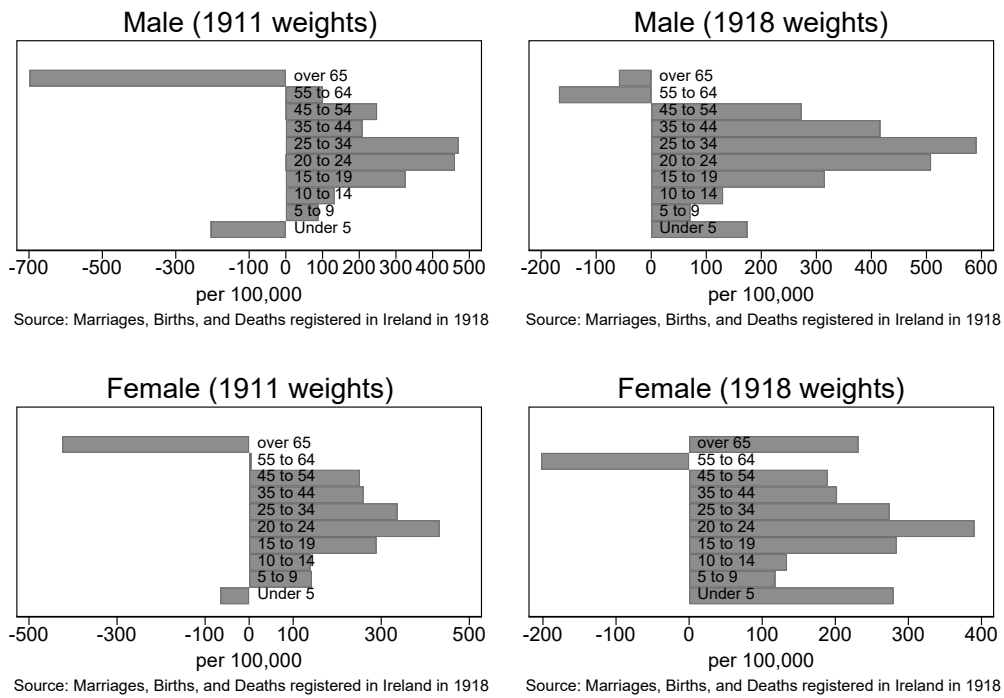 Male (1911 weights)
over 65
55 to 64
45 to 54
35 to 44
25 to 34
20 to 24
15 to 19
10 to 14
5 to 9
Under 5
-700 -500 -300 -100 0 100 200 300 400 500
per 100,000
Source: Marriages, Births, and Deaths registered in Ireland in 1918
Male (1918 weights)
over 65
55 to 64
45 to 54
35 to 44
25 to 34
20 to 24
15 to 19
10 to 14
5 to 9
Under 5
-200 -100 0 100 200 300 400 500 600
per 100,000
Source: Marriages, Births, and Deaths registered in Ireland in 1918
Female (1911 weights)
over 65
55 to 64
45 to 54
35 to 44
25 to 34
20 to 24
15 to 19
10 to 14
5 to 9
Under 5
-500 -300 -100 0 100 300 500
per 100,000
Source: Marriages, Births, and Deaths registered in Ireland in 1918
Female (1918 weights)
over 65
55 to 64
45 to 54
35 to 44
25 to 34
20 to 24
15 to 19
10 to 14
5 to 9
Under 5
-200 -100 0 100 200 300 400
per 100,000
Source: Marriages, Births, and Deaths registered in Ireland in 1918